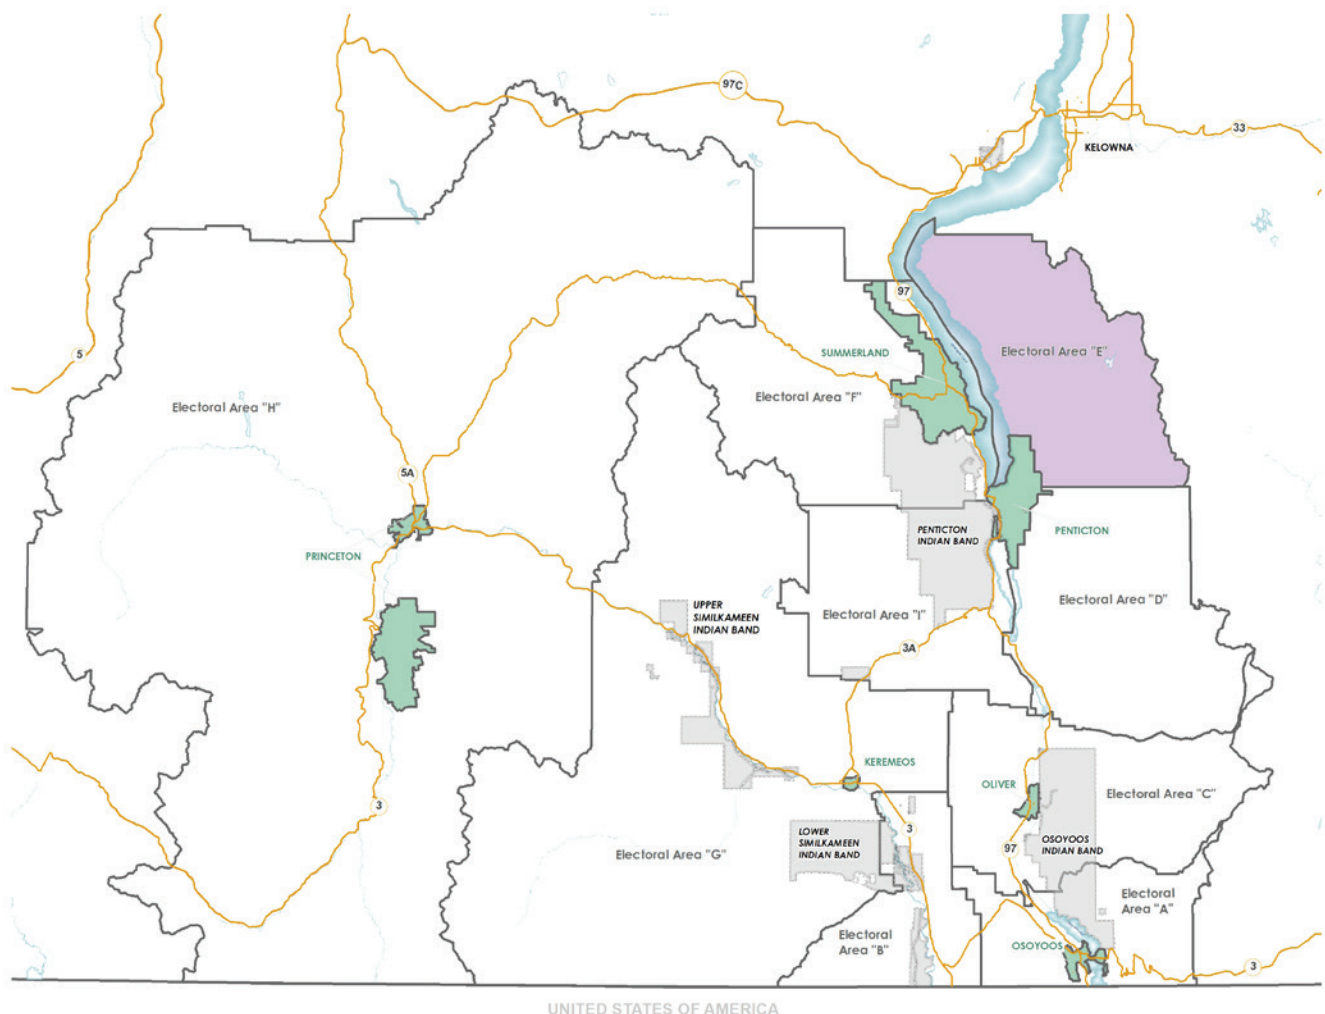 97C
33
KELOWNA
97
5
SUMMERLAND
Electoral Area "E"
Electoral Area "H"
Electoral Area "F"
5A
PENTICTON
INDIAN BAND
PENTICTON
PRINCETON
Electoral Area "D"
UPPER
SIMILKAMEEN
INDIAN BAND
Electoral Area "I"
3A
KEREMEOS
OLIVER
Electoral Area "C"
3
3
LOWER
SIMILKAMEEN
INDIAN BAND
97
OSOYOOS
INDIAN BAND
Electoral Area "G"
Electoral
Area "A"
Electoral
Area "B"
OSOYOOS
3
UNITED STATES OF AMERICA